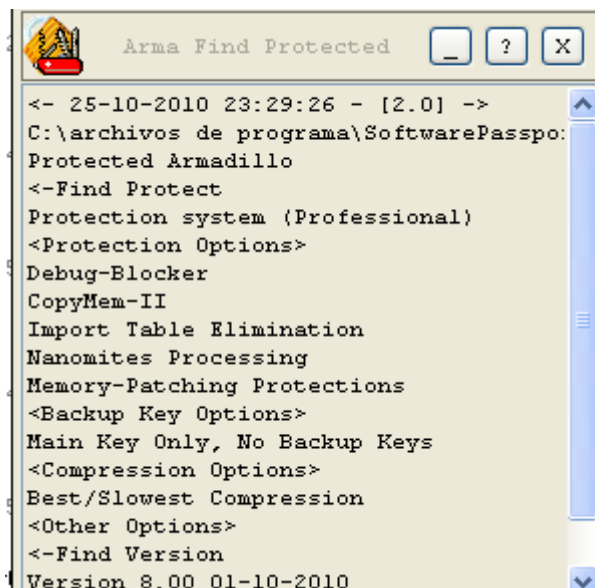 Arma Find Protected
<- 25-10-2010 23:29:26 - [2.0] ->
C:\archivos de programa\SoftwarePasspo
Protected Armadillo
<-Find Protect
Protection system (Professional)
<Protection Options>
Debug-Blocker
CopyMem-II
Import Table Elimination
Nanomites Processing
Memory-Patching Protections
<Backup Key Options>
Main Key Only, No Backup Keys
<Compression Options>
Best/Slowest Compression
<Other Options>
<-Find Version
Version 8.00 01-10-2010